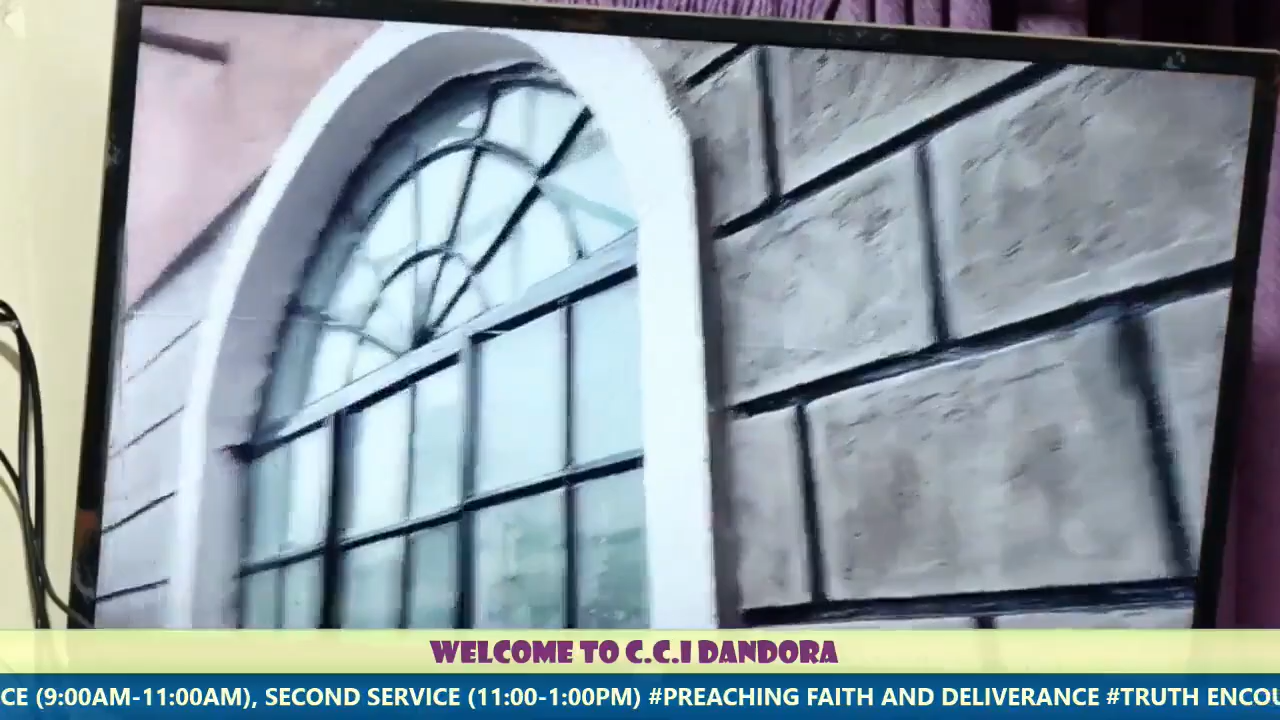 WELCOME TO C.C.I DANDORA
CE (9:00AM-11:00AM), SECOND SERVICE (11:00-1:00PM) #PREACHING FAITH AND DELIVERANCE #TRUTH ENCOU